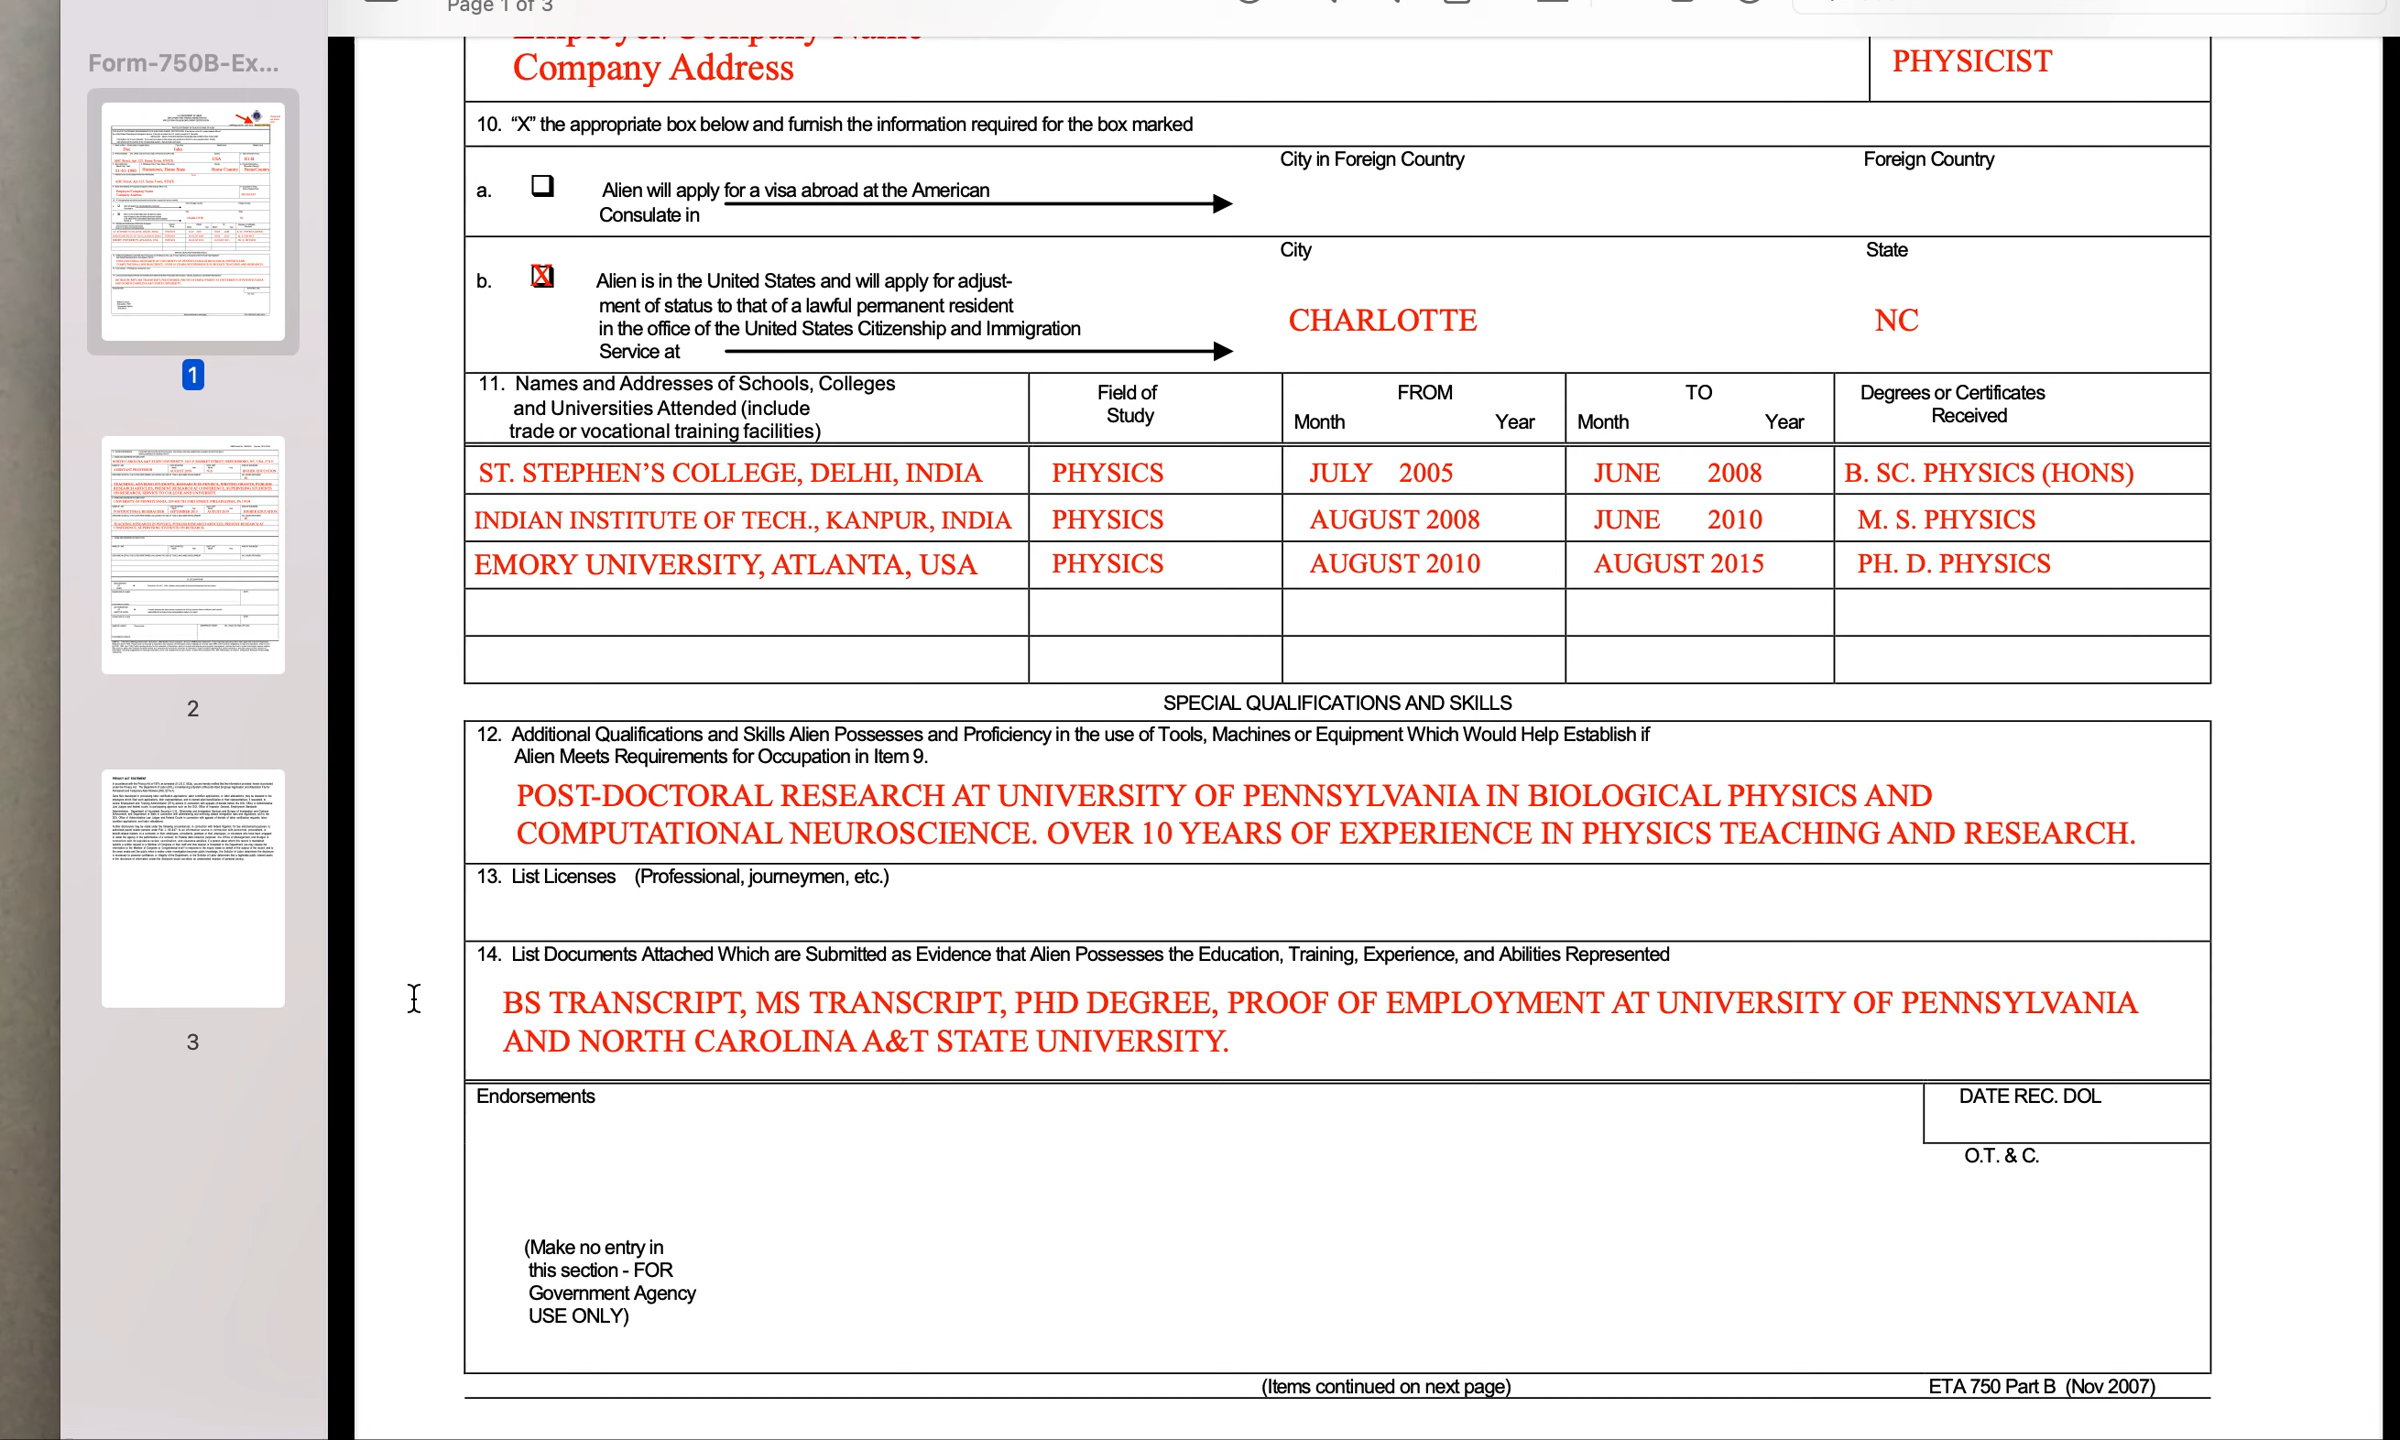 Page 1 of 3
Form-750B-Ex...
1
2
3
Employer/Company Name
Company Address
PHYSICIST
10. “X” the appropriate box below and furnish the information required for the box marked
City in Foreign Country
Foreign Country
a. Alien will apply for a visa abroad at the American
Consulate in
City
State
b. X Alien is in the United States and will apply for adjust-
ment of status to that of a lawful permanent resident
in the office of the United States Citizenship and Immigration
Service at
CHARLOTTE
NC
11. Names and Addresses of Schools, Colleges
and Universities Attended (include
trade or vocational training facilities)
Field of
Study
FROM
Month Year
TO
Month Year
Degrees or Certificates
Received
ST. STEPHEN’S COLLEGE, DELHI, INDIA PHYSICS JULY 2005 JUNE 2008 B. SC. PHYSICS (HONS)
INDIAN INSTITUTE OF TECH., KANPUR, INDIA PHYSICS AUGUST 2008 JUNE 2010 M. S. PHYSICS
EMORY UNIVERSITY, ATLANTA, USA PHYSICS AUGUST 2010 AUGUST 2015 PH. D. PHYSICS
SPECIAL QUALIFICATIONS AND SKILLS
12. Additional Qualifications and Skills Alien Possesses and Proficiency in the use of Tools, Machines or Equipment Which Would Help Establish if
Alien Meets Requirements for Occupation in Item 9.
POST-DOCTORAL RESEARCH AT UNIVERSITY OF PENNSYLVANIA IN BIOLOGICAL PHYSICS AND
COMPUTATIONAL NEUROSCIENCE. OVER 10 YEARS OF EXPERIENCE IN PHYSICS TEACHING AND RESEARCH.
13. List Licenses (Professional, journeymen, etc.)
14. List Documents Attached Which are Submitted as Evidence that Alien Possesses the Education, Training, Experience, and Abilities Represented
BS TRANSCRIPT, MS TRANSCRIPT, PHD DEGREE, PROOF OF EMPLOYMENT AT UNIVERSITY OF PENNSYLVANIA
AND NORTH CAROLINA A&T STATE UNIVERSITY.
Endorsements
DATE REC. DOL
O.T. & C.
(Make no entry in
this section - FOR
Government Agency
USE ONLY)
(Items continued on next page)
ETA 750 Part B (Nov 2007)